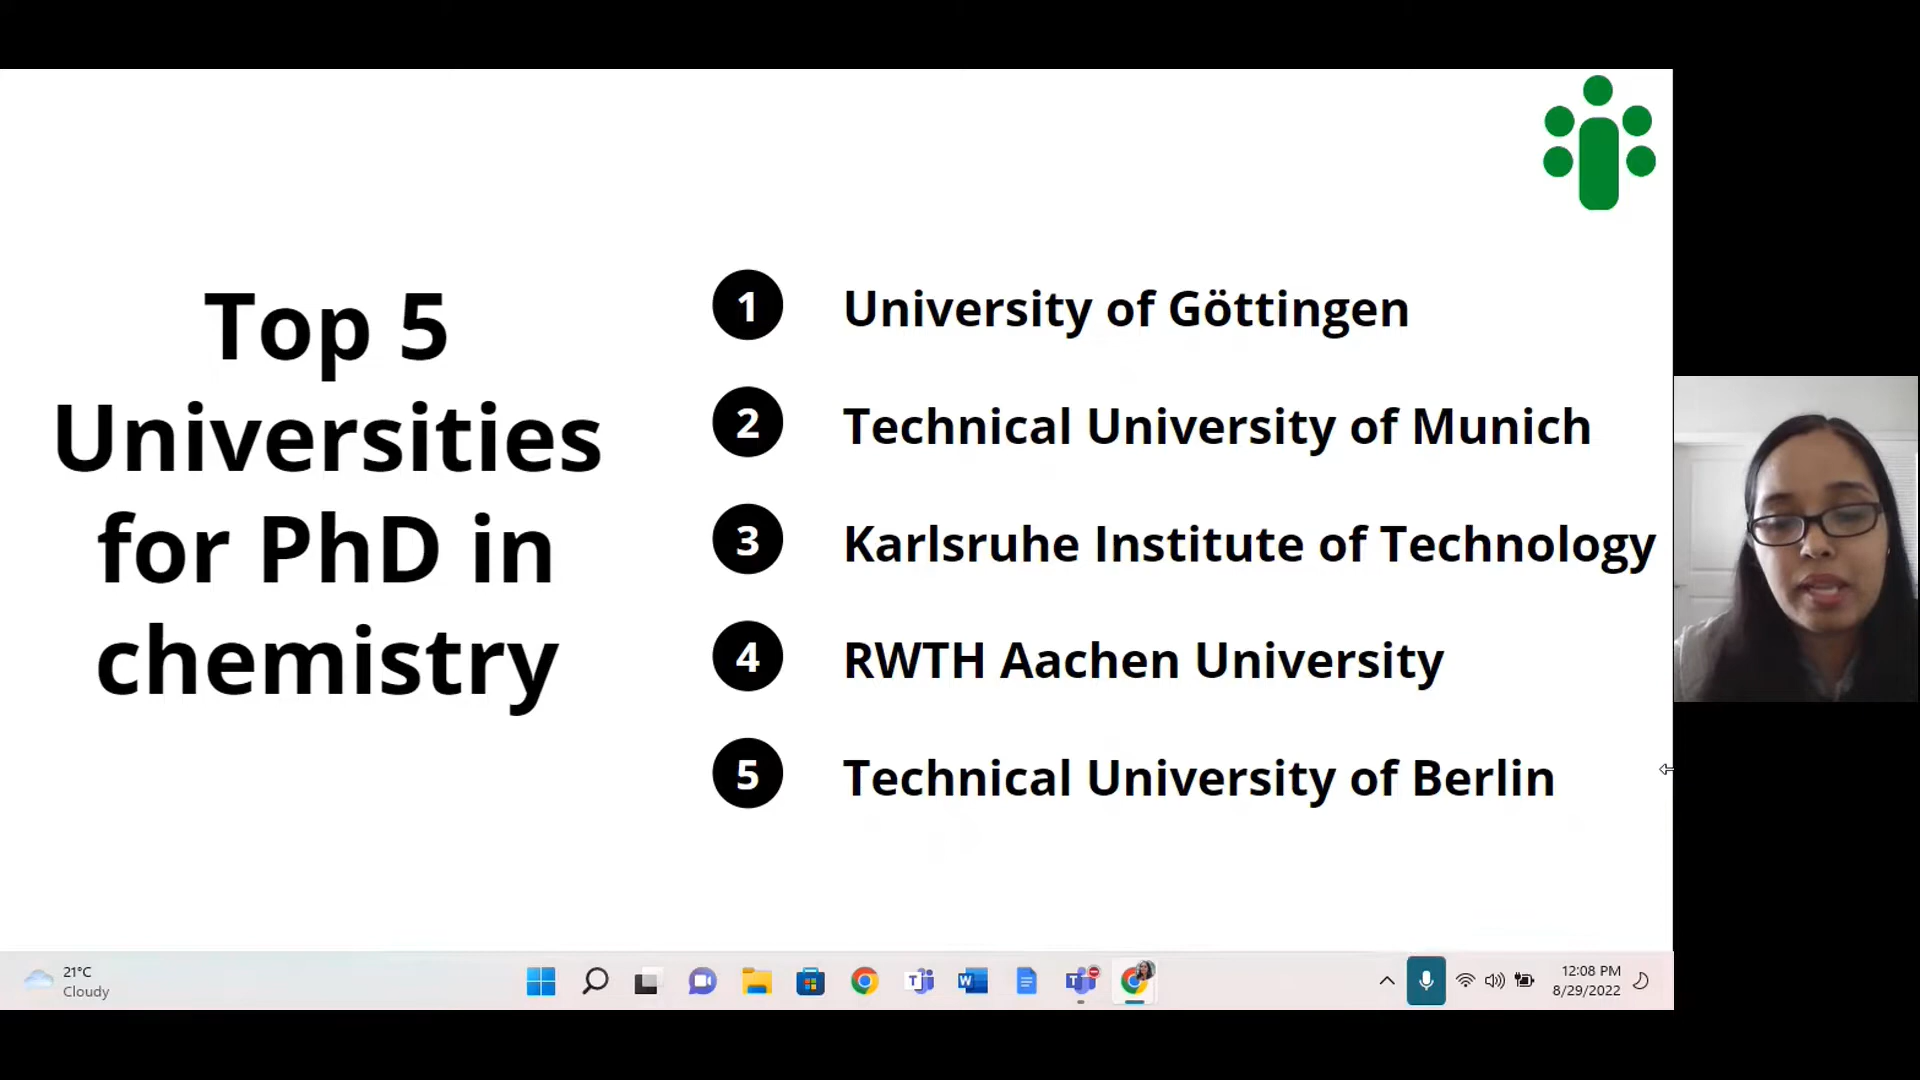 Top 5
Universities
for PhD in
chemistry
1 University of Göttingen
2 Technical University of Munich
3 Karlsruhe Institute of Technology
4 RWTH Aachen University
5 Technical University of Berlin
21°C
Cloudy
12:08 PM
8/29/2022